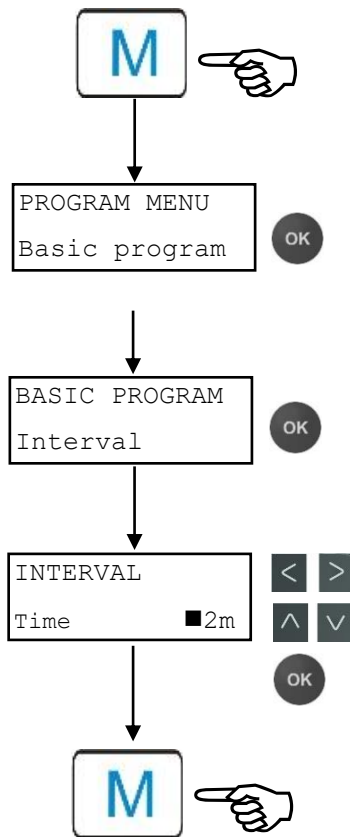 M
PROGRAM MENU
Basic program
OK
BASIC PROGRAM
Interval
OK
INTERVAL
< >
Time ■2m
∧ ∨
OK
M